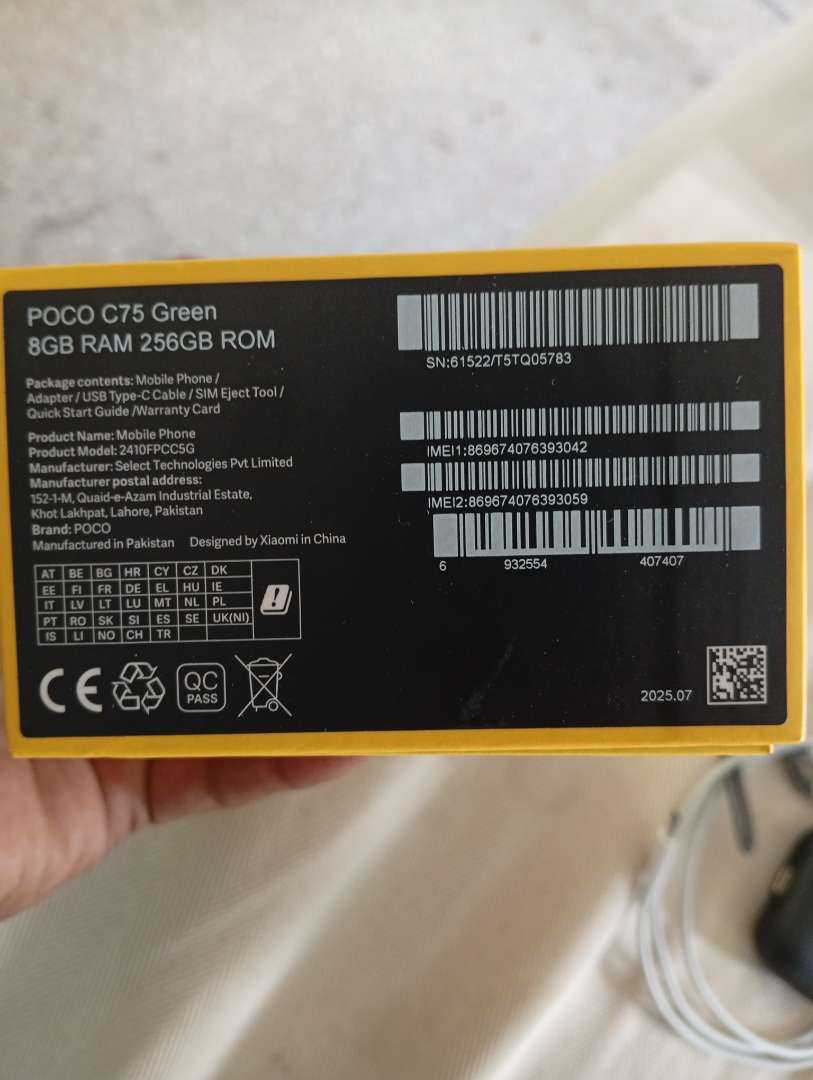 POCO C75 Green
8GB RAM 256GB ROM
Package contents: Mobile Phone /
Adapter / USB Type-C Cable / SIM Eject Tool /
Quick Start Guide /Warranty Card
Product Name: Mobile Phone
Product Model: 2410FPCC5G
Manufacturer: Select Technologies Pvt Limited
Manufacturer postal address:
152-1-M, Quaid-e-Azam Industrial Estate,
Khot Lakhpat, Lahore, Pakistan
Brand: POCO
Manufactured in Pakistan Designed by Xiaomi in China
AT BE BG HR CY CZ DK
EE FI FR DE EL HU IE
IT LV LT LU MT NL PL
PT RO SK SI ES SE UK(NI)
IS LI NO CH TR
CE
QC
PASS
SN:61522/T5TQ05783
IMEI1:869674076393042
IMEI2:869674076393059
6 932554 407407
2025.07